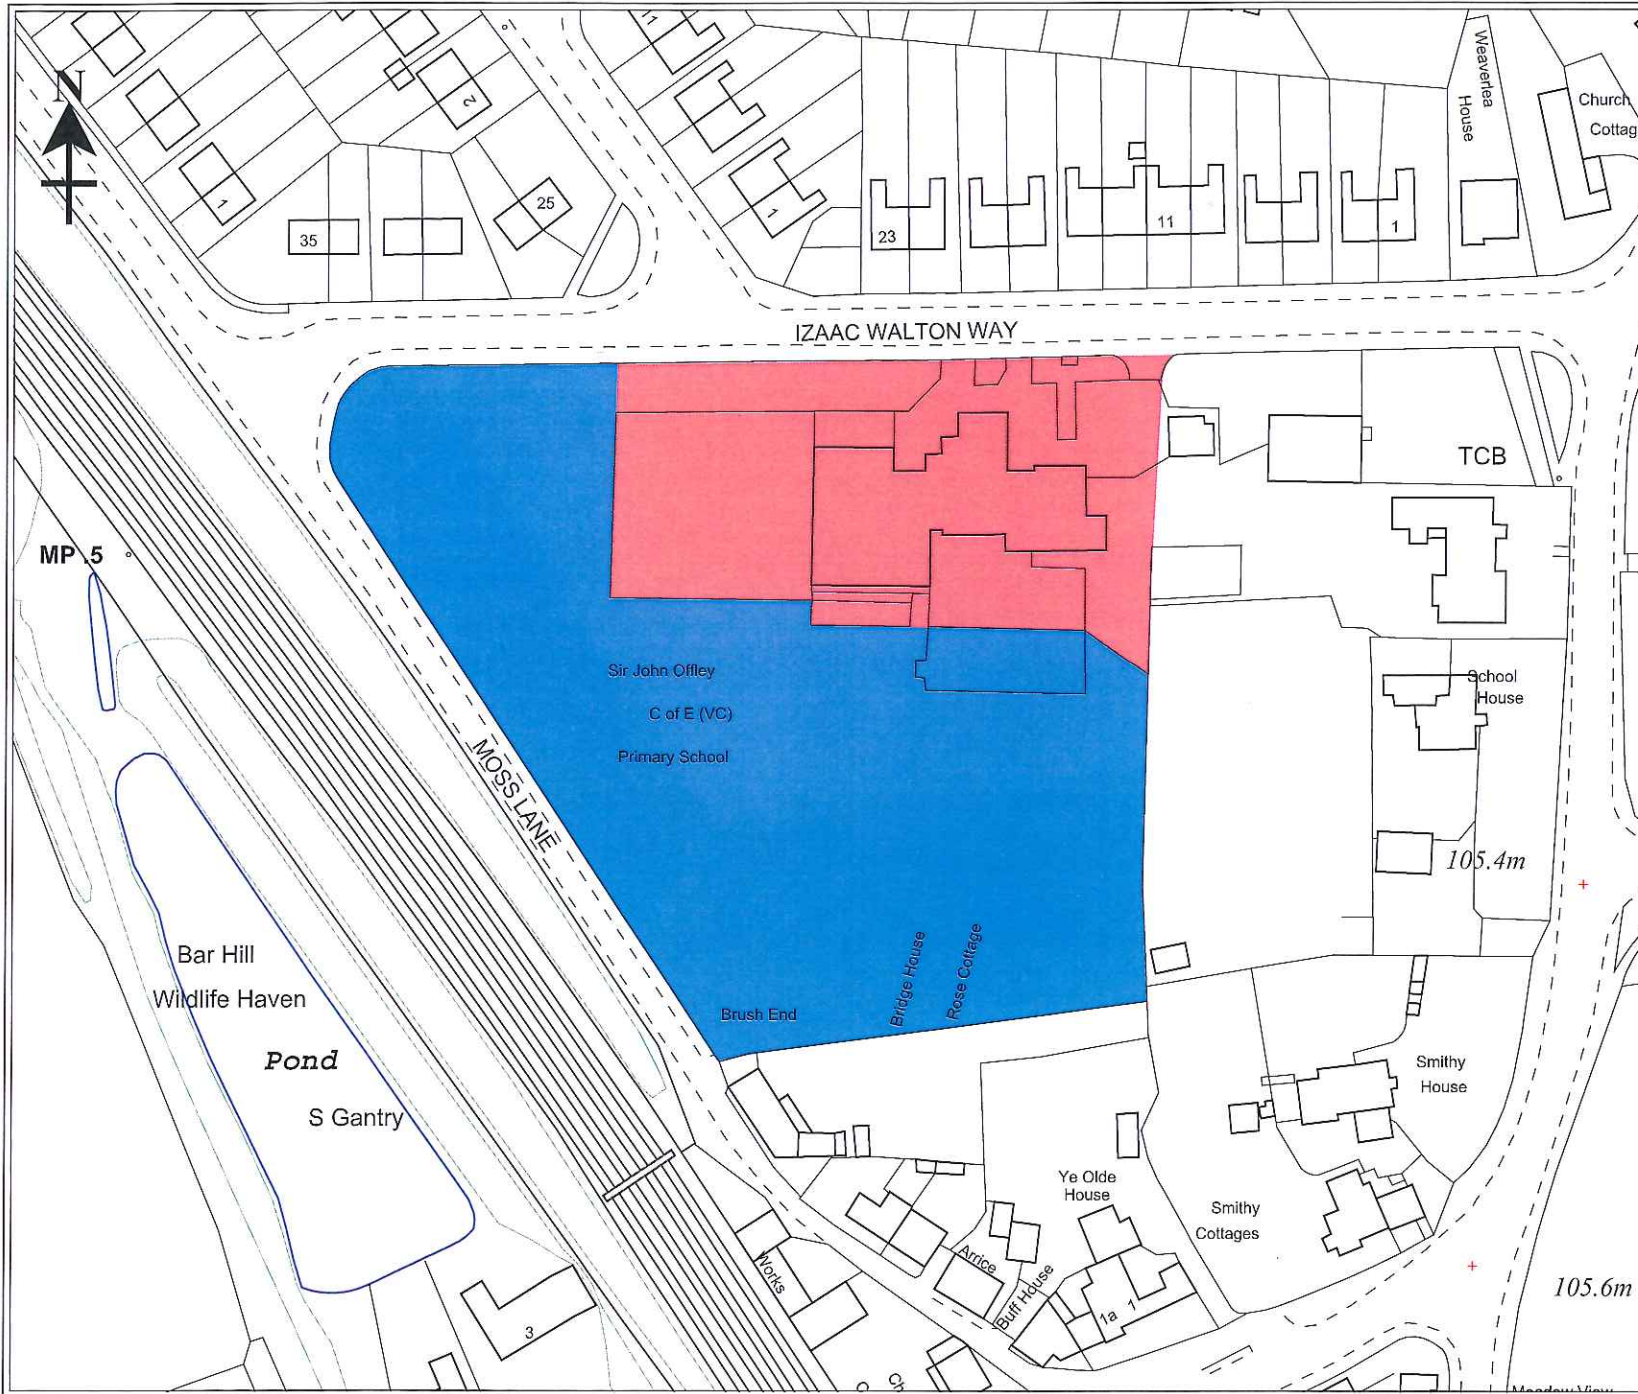 N
11
2
1
35
25
1
23
11
1
Weaverlea
House
Church
IZAAC WALTON WAY
TCB
MP .5
Sir John Offley
C of E (VC)
Primary School
MOSS LANE
School
House
105.4m
Bar Hill
Wildlife Haven
Pond
S Gantry
Brush End
Bridge House
Rose Cottage
Smithy
House
Ye Olde
House
Smithy
Cottages
Works
Arrice
Buff House
1a
1
3
105.6m
Meadow View